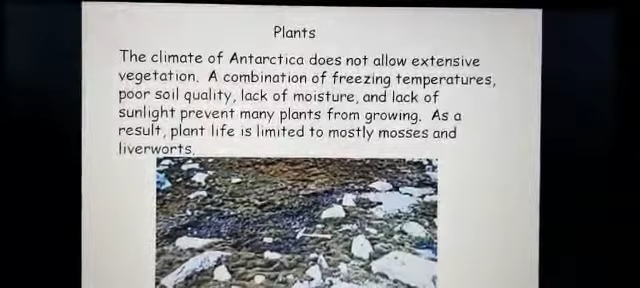 Plants
The climate of Antarctica does not allow extensive
vegetation. A combination of freezing temperatures,
poor soil quality, lack of moisture, and lack of
sunlight prevent many plants from growing. As a
result, plant life is limited to mostly mosses and
liverworts.